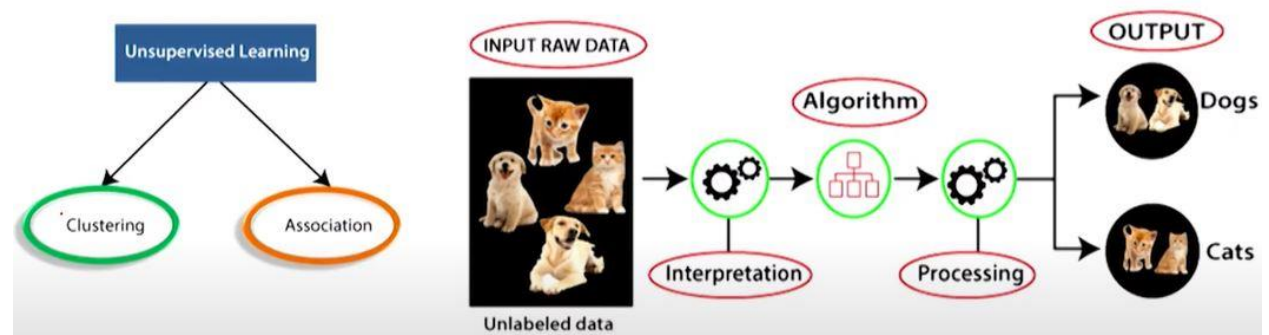 Unsupervised Learning
Clustering
Association
INPUT RAW DATA
Unlabeled data
Interpretation
Algorithm
Processing
OUTPUT
Dogs
Cats